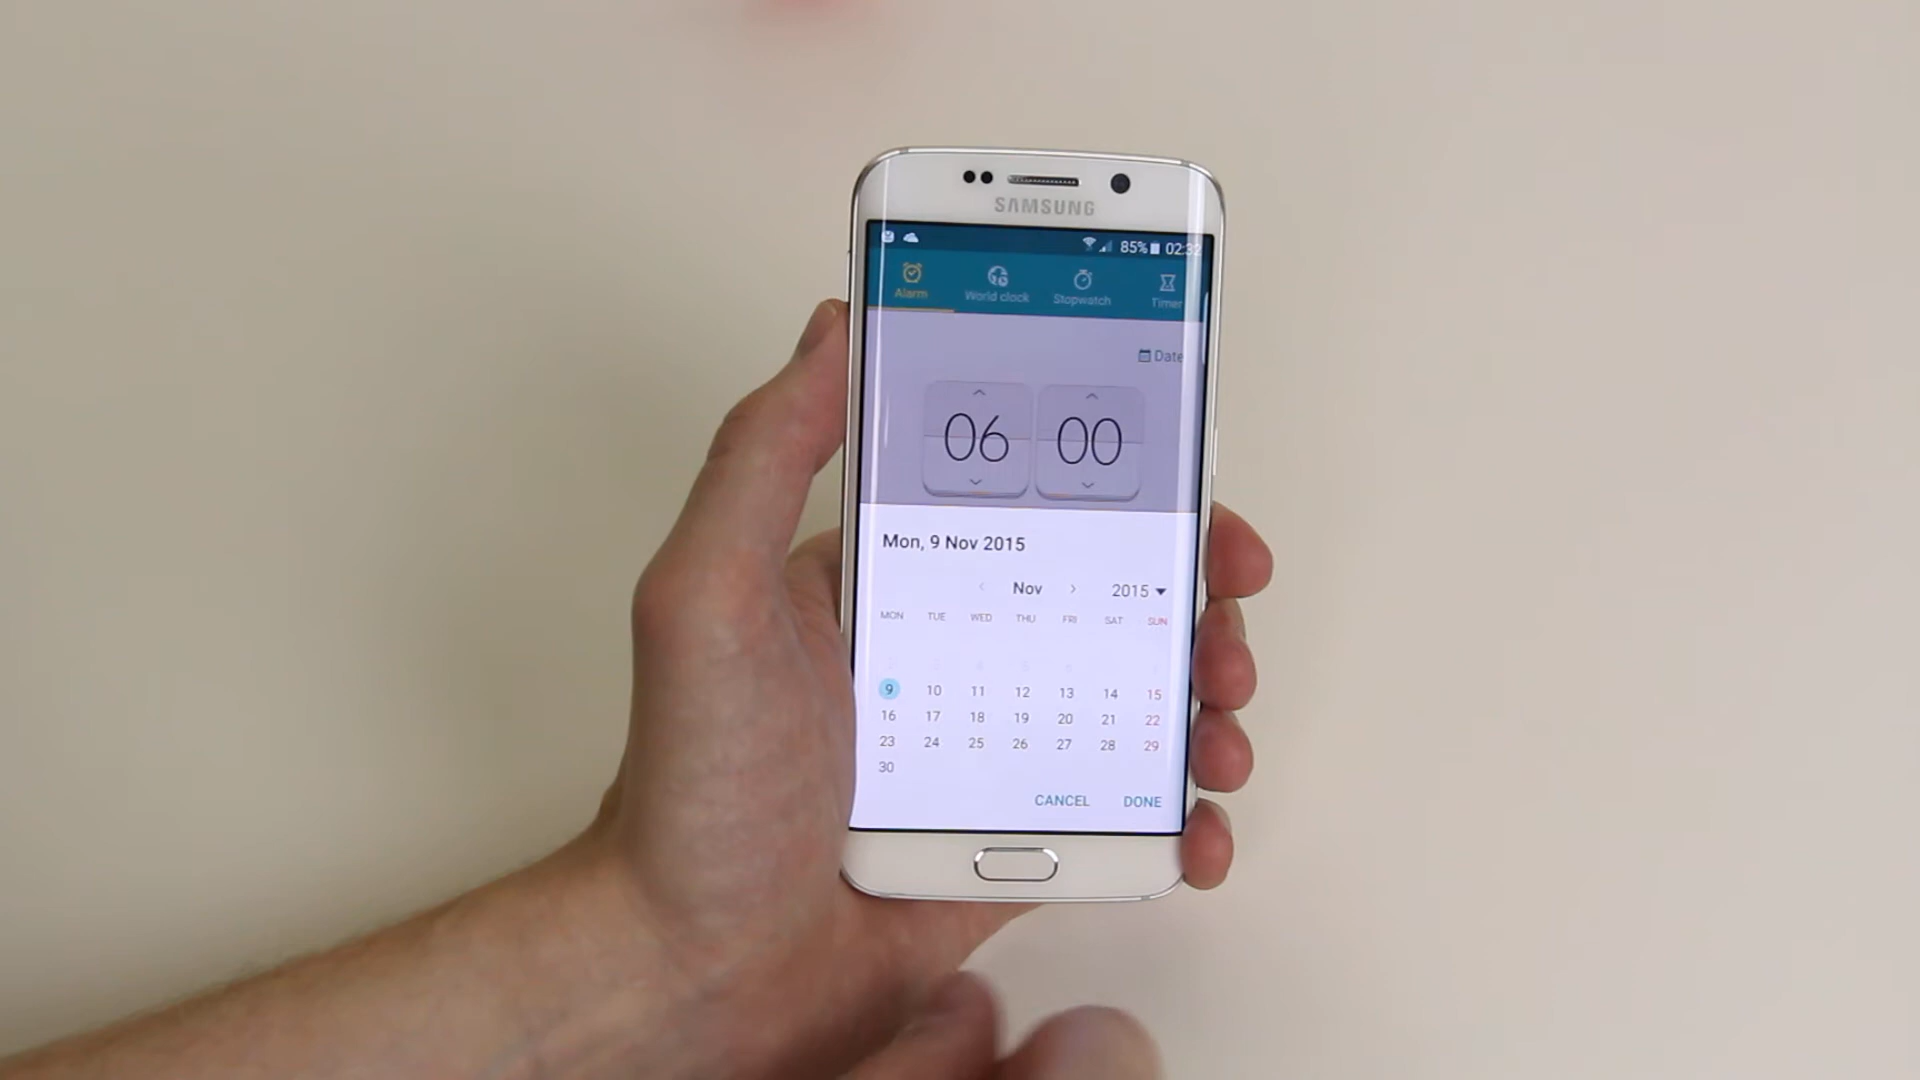 SAMSUNG
85% 02:32
Alarm World clock Stopwatch Timer
Date
06 00
Mon, 9 Nov 2015
< Nov > 2015
MON TUE WED THU FRI SAT SUN
9 10 11 12 13 14 15
16 17 18 19 20 21 22
23 24 25 26 27 28 29
30
CANCEL DONE